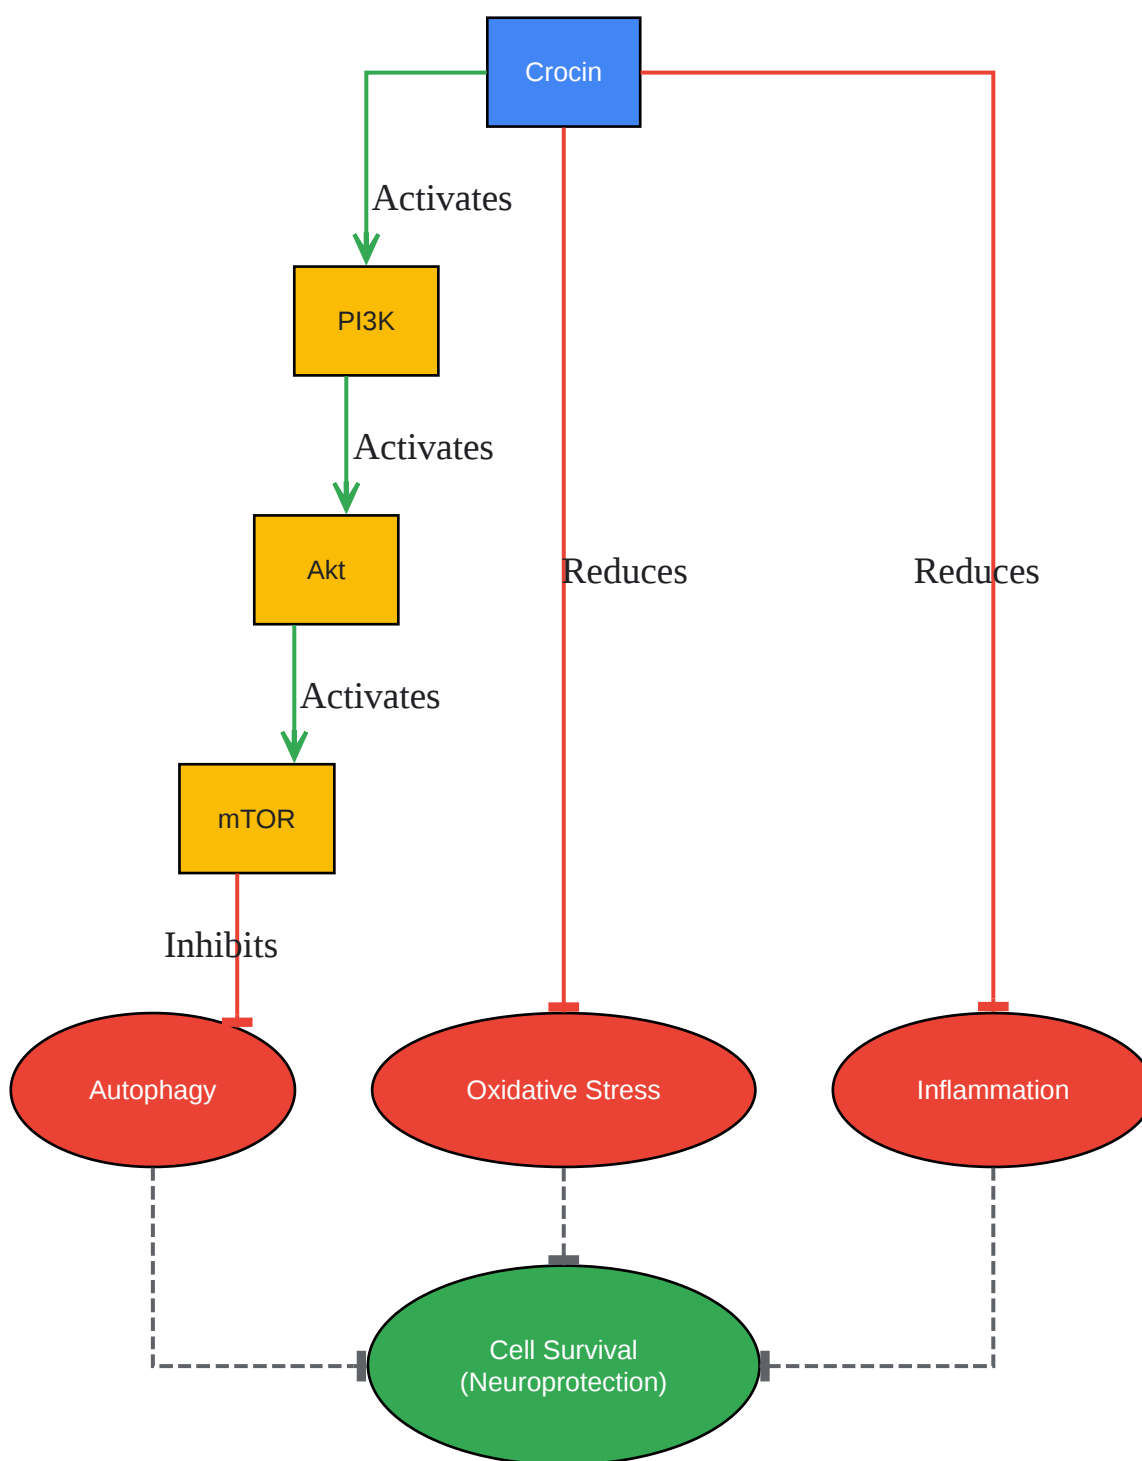 Crocin
Activates
PI3K
Activates
Akt
Reduces
Reduces
Activates
mTOR
Inhibits
Autophagy
Oxidative Stress
Inflammation
Cell Survival
(Neuroprotection)